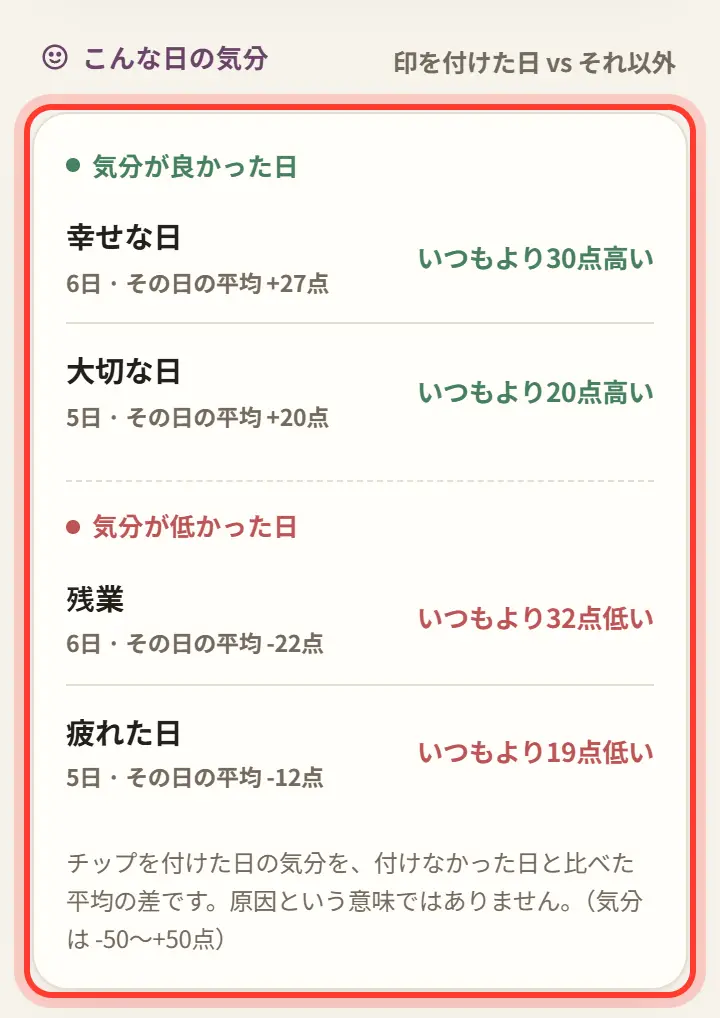 こんな日の気分
印を付けた日 vs それ以外
気分が良かった日
幸せな日
いつもより30点高い
6日・その日の平均 +27点
大切な日
いつもより20点高い
5日・その日の平均 +20点
気分が低かった日
残業
いつもより32点低い
6日・その日の平均 -22点
疲れた日
いつもより19点低い
5日・その日の平均 -12点
チップを付けた日の気分を、付けなかった日と比べた
平均の差です。原因という意味ではありません。（気分
は -50〜+50点）